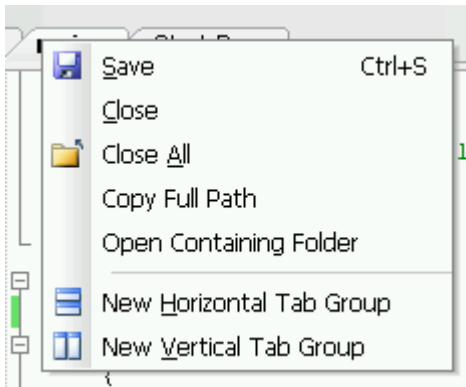 Save Ctrl+S
Close
Close All
Copy Full Path
Open Containing Folder
New Horizontal Tab Group
New Vertical Tab Group
{